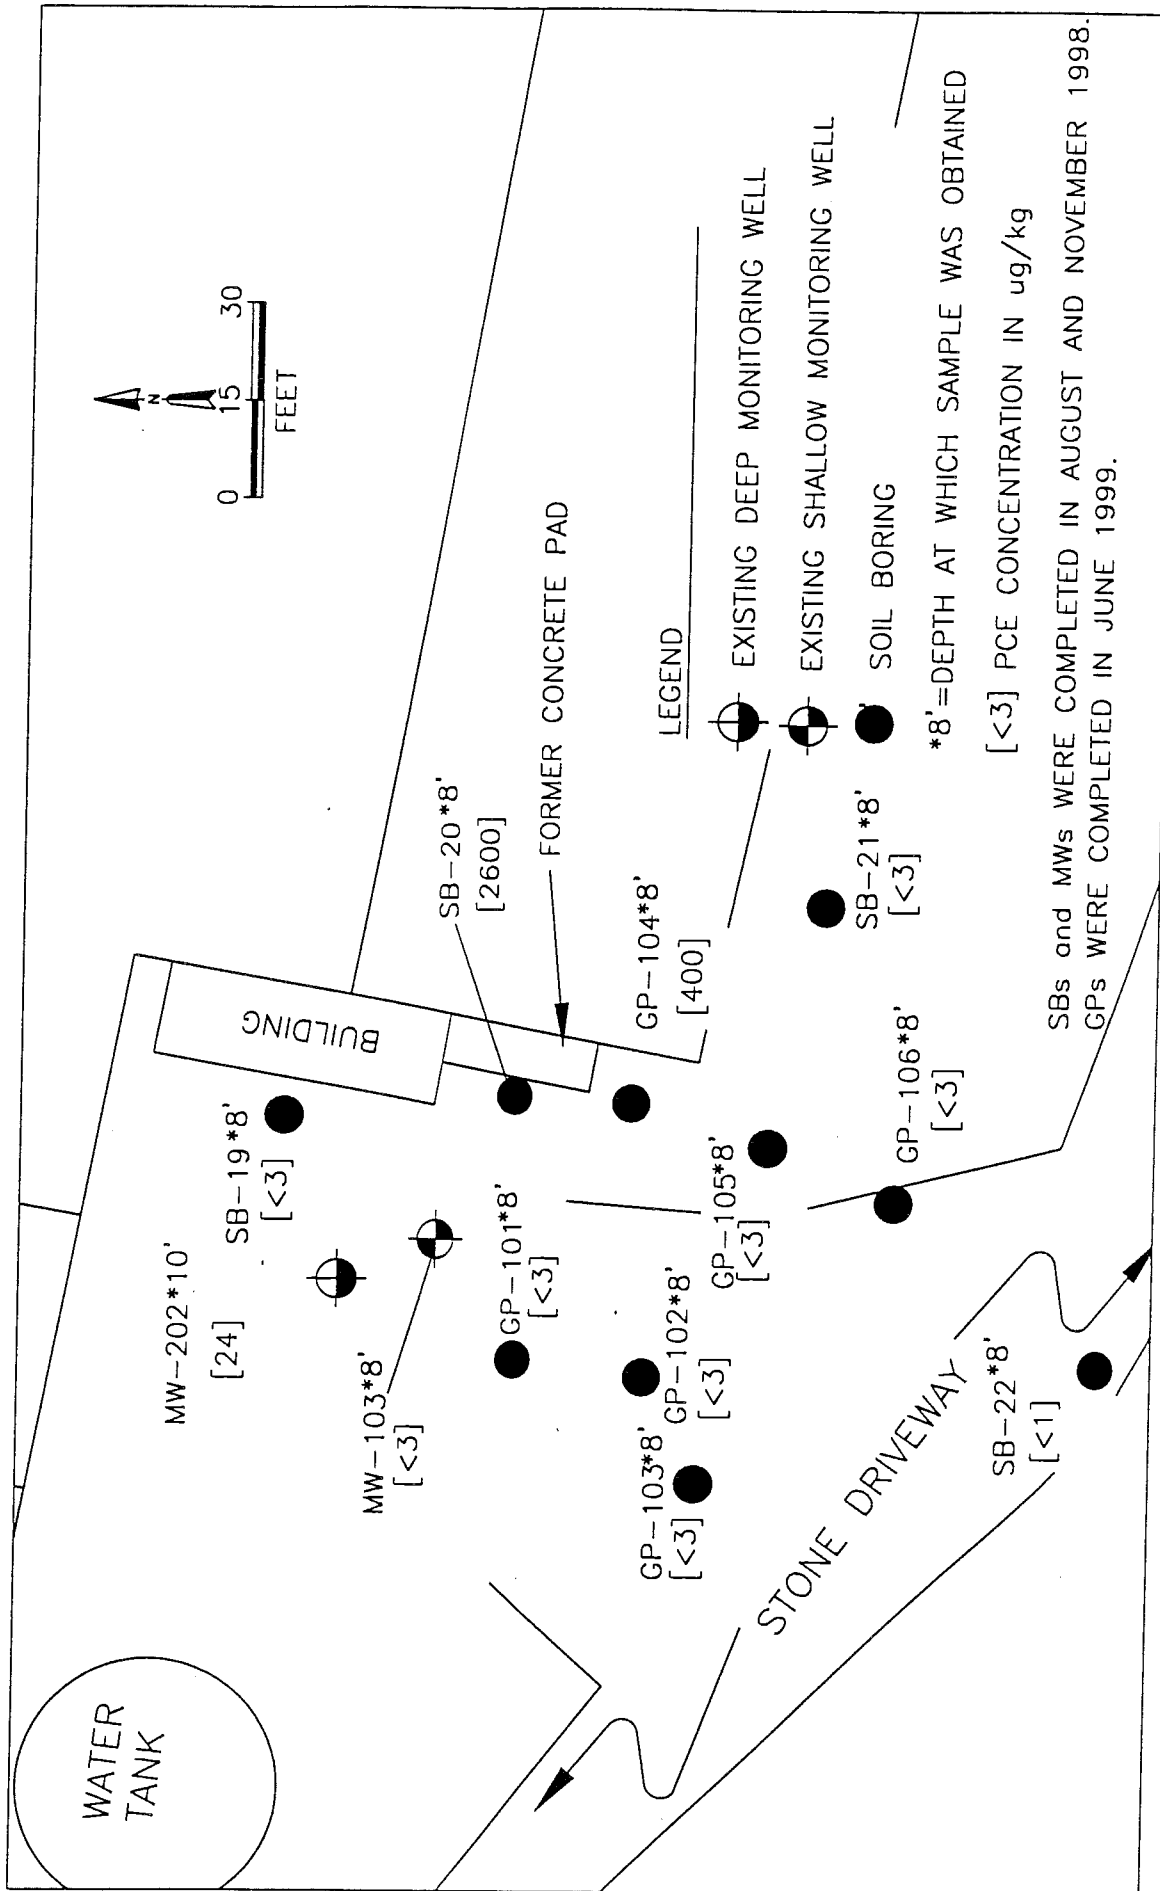 WATER
TANK
MW-202*10'
[24]
SB-19*8'
[<3]
BUILDING
N
0 15 30
FEET
MW-103*8'
[<3]
GP-101*8'
[<3]
SB-20*8'
[2600]
FORMER CONCRETE PAD
GP-103*8'
[<3]
GP-102*8'
[<3]
GP-105*8'
[<3]
GP-104*8'
[400]
STONE DRIVEWAY
GP-106*8'
[<3]
SB-21*8'
[<3]
SB-22*8'
[<1]
LEGEND
EXISTING DEEP MONITORING WELL
EXISTING SHALLOW MONITORING WELL
SOIL BORING
*8'=DEPTH AT WHICH SAMPLE WAS OBTAINED
[<3] PCE CONCENTRATION IN ug/kg
SBs and MWs WERE COMPLETED IN AUGUST AND NOVEMBER 1998.
GPs WERE COMPLETED IN JUNE 1999.